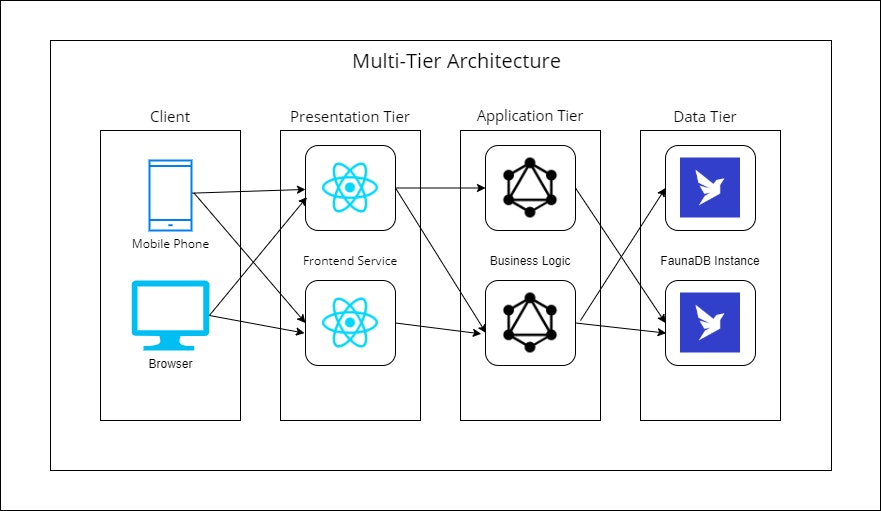 Multi-Tier Architecture
Client
Presentation Tier
Application Tier
Data Tier
Mobile Phone
Frontend Service
Business Logic
FaunaDB Instance
Browser